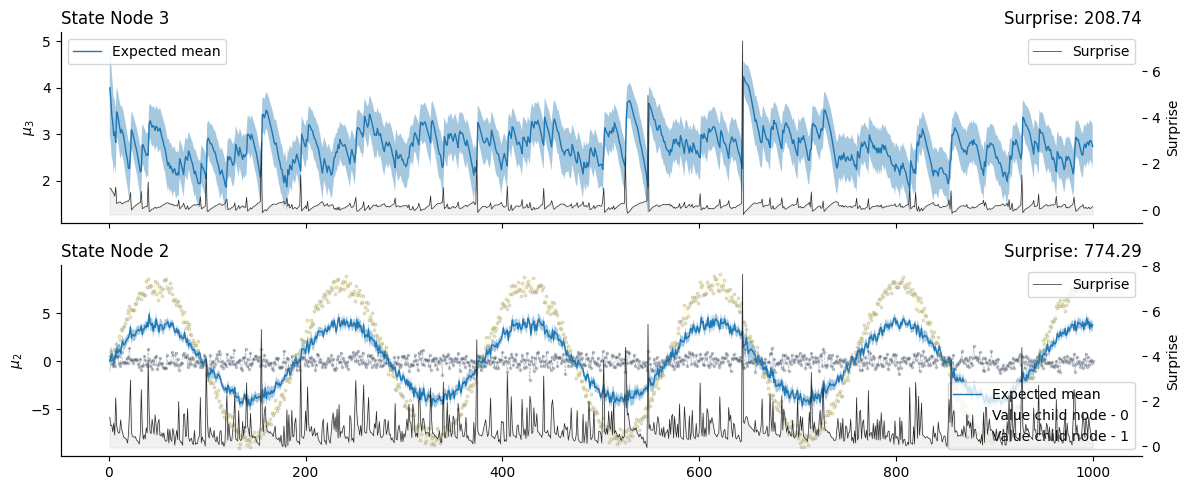 State Node 3 Surprise: 208.74
Expected mean
Surprise
μ3
Surprise
5
4
3
2
6
4
2
0
State Node 2 Surprise: 774.29
Surprise
μ2
Surprise
5
0
−5
8
6
4
2
0
Expected mean
Value child node - 0
Value child node - 1
0 200 400 600 800 1000